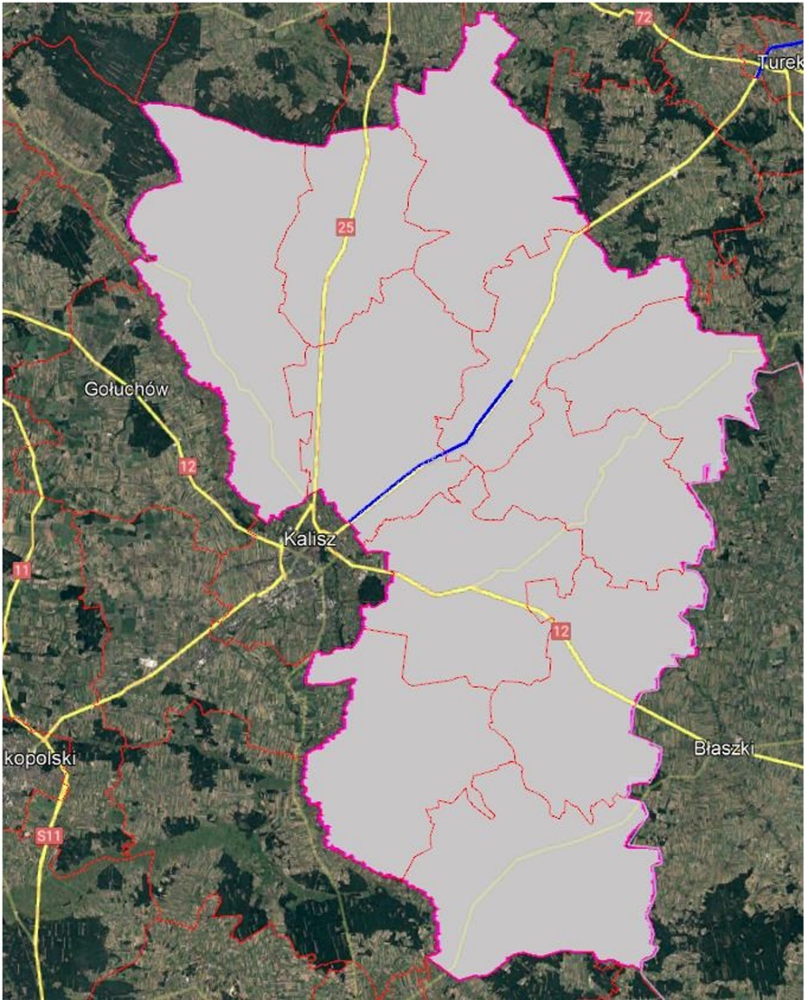 72
Turek
25
Gołuchów
12
Kalisz
11
12
Błaszki
kopolski
S11